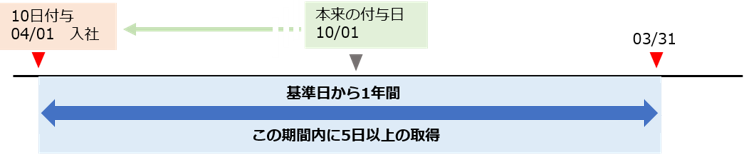 10日付与
04/01　入社
本来の付与日
10/01
03/31
基準日から1年間
この期間内に5日以上の取得